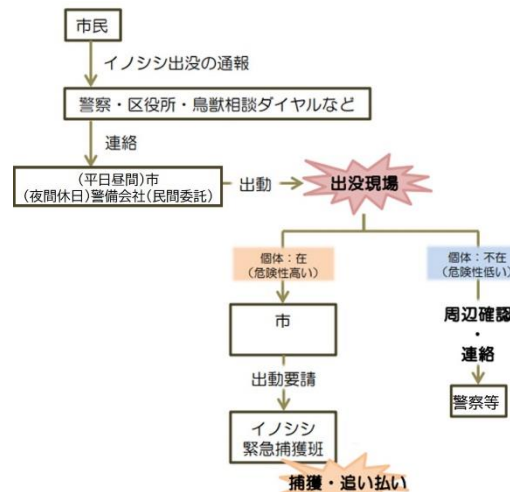 市民
イノシシ出没の通報
警察・区役所・鳥獣相談ダイヤルなど
連絡
(平日昼間)市
(夜間休日)警備会社(民間委託)
出動
出没現場
個体：在
(危険性高い)
個体：不在
(危険性低い)
市
周辺確認
・
連絡
出動要請
警察等
イノシシ
緊急捕獲班
捕獲・追い払い